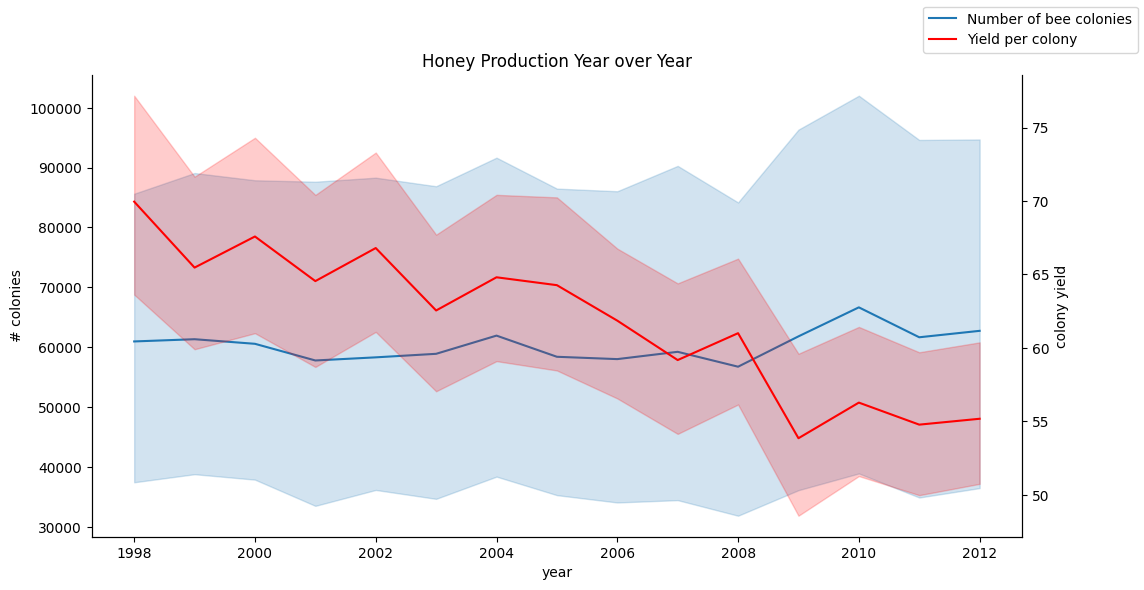 Number of bee colonies
Yield per colony
Honey Production Year over Year
100000
90000
80000
70000
60000
50000
40000
30000
# colonies
75
70
65
60
55
50
colony yield
1998 2000 2002 2004 2006 2008 2010 2012
year